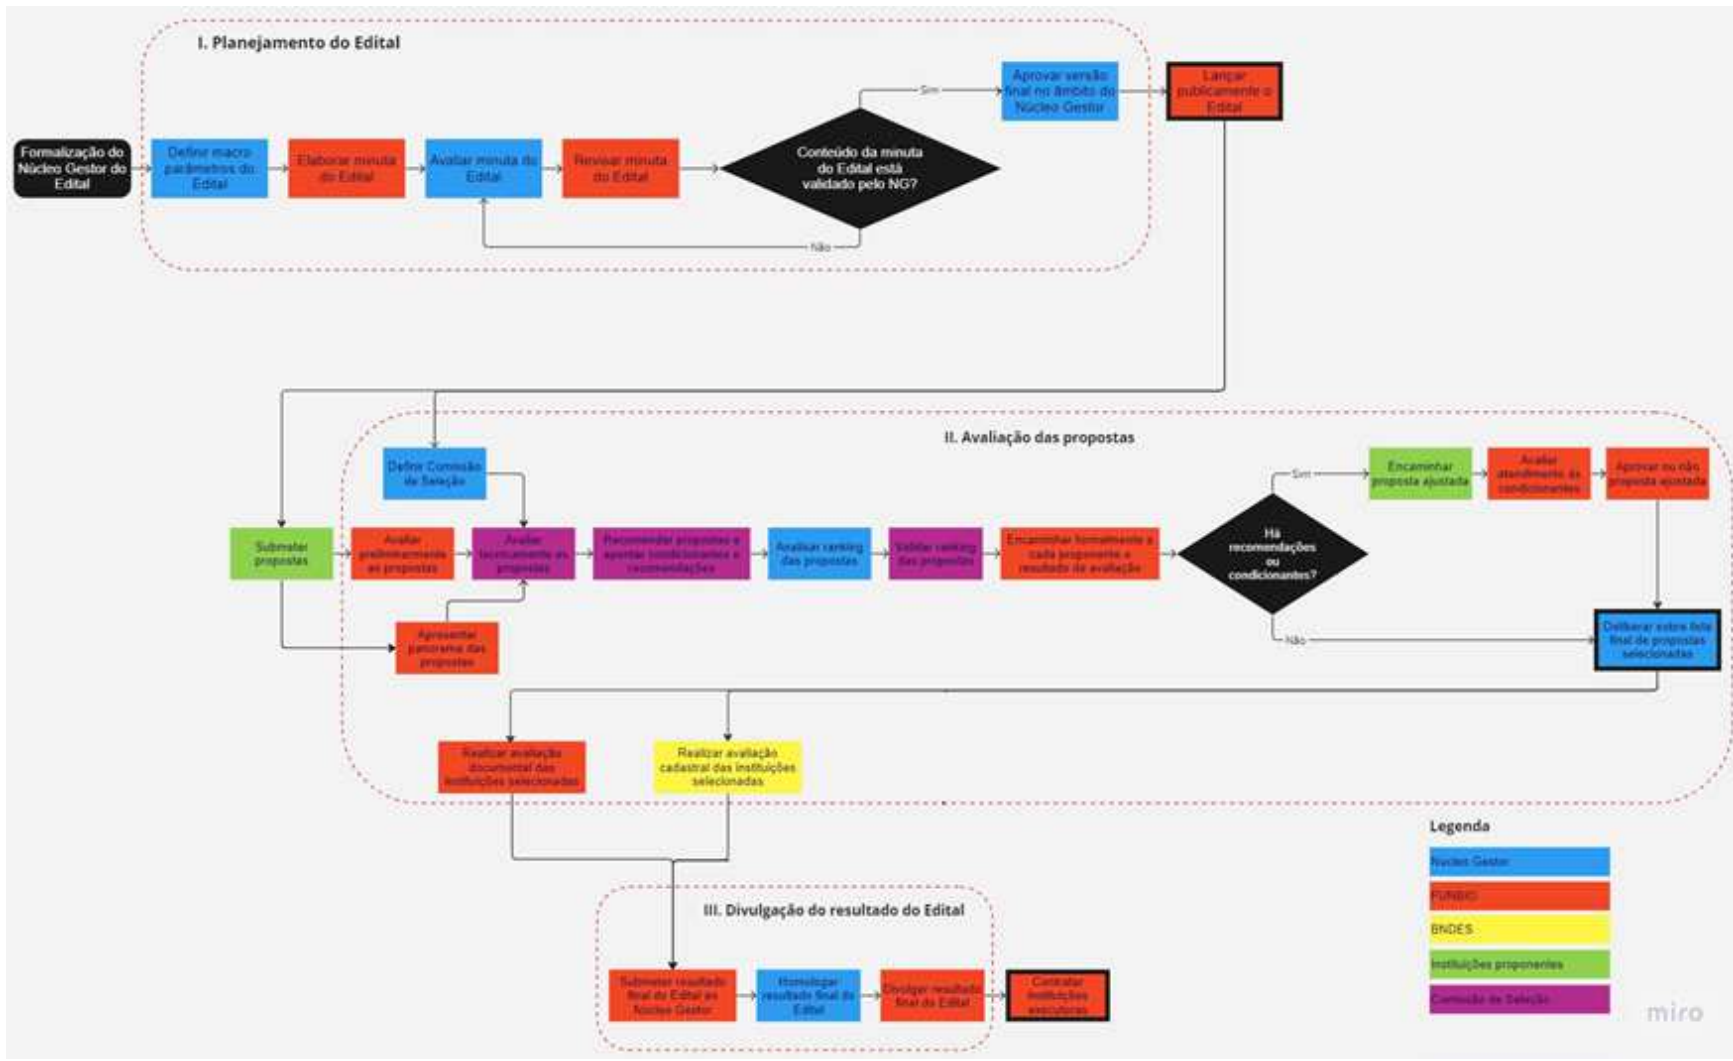 I. Planejamento do Edital
Formalização do
Núcleo Gestor do
Edital
Definir macro
parâmetros do
Edital
Elaborar minuta
do Edital
Avaliar minuta do
Edital
Revisar minuta
do Edital
Conteúdo da minuta
do Edital está
validado pelo NG?
Sim
Não
Aprovar versão
final no âmbito do
Núcleo Gestor
Lançar
publicamente o
Edital
II. Avaliação das propostas
Definir Comissão
de Seleção
Submeter
propostas
Avaliar
preliminarmente
as propostas
Avaliar
tecnicamente as
propostas
Recomendar propostas e
apontar condicionantes e
recomendações
Analisar ranking
das propostas
Validar ranking
das propostas
Encaminhar formalmente a
cada proponente o
resultado da avaliação
Há
recomendações
ou
condicionantes?
Sim
Não
Encaminhar
proposta ajustada
Avaliar
atendimento às
condicionantes
Aprovar ou não
proposta ajustada
Apresentar
panorama das
propostas
Deliberar sobre lista
final de propostas
selecionadas
Realizar avaliação
documental das
instituições selecionadas
Realizar avaliação
cadastral das instituições
selecionadas
III. Divulgação do resultado do Edital
Submeter resultado
final do Edital ao
Núcleo Gestor
Homologar
resultado final do
Edital
Divulgar resultado
final do Edital
Contratar
instituições
executoras
Legenda
Núcleo Gestor
FUNBIO
BNDES
Instituições proponentes
Comissão de Seleção
miro